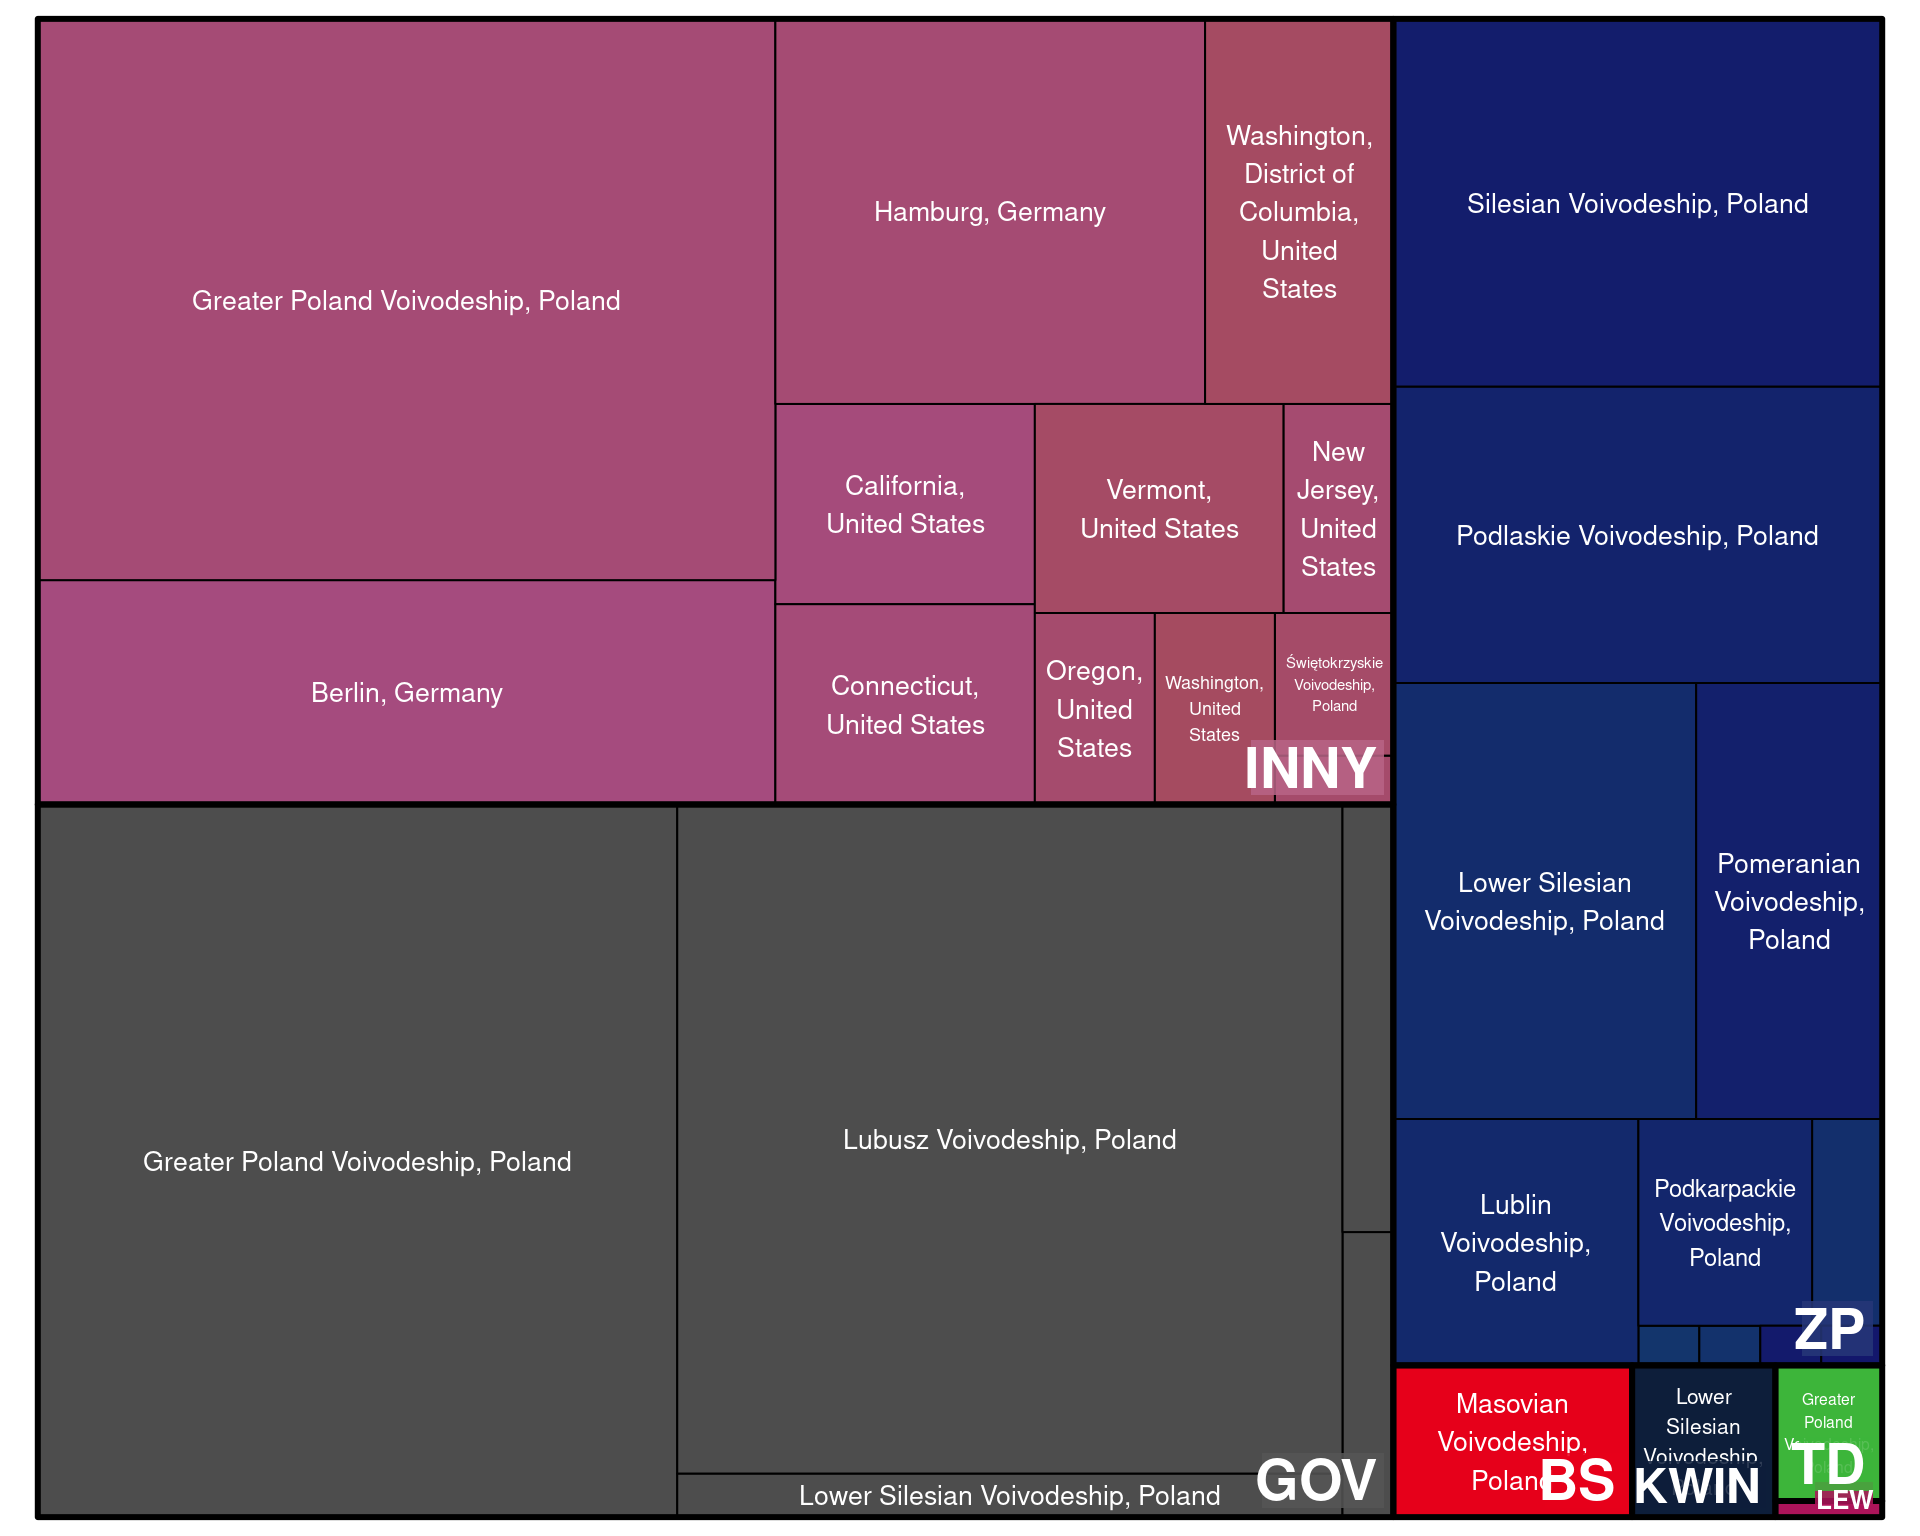 Greater Poland Voivodeship, Poland
Hamburg, Germany
Washington,
District of
Columbia,
United
States
California,
United States
Vermont,
United States
New
Jersey,
United
States
Berlin, Germany
Connecticut,
United States
Oregon,
United
States
Washington,
United
States
Świętokrzyskie
Voivodeship,
Poland
INNY
Greater Poland Voivodeship, Poland
Lubusz Voivodeship, Poland
Lower Silesian Voivodeship, Poland
GOV
Silesian Voivodeship, Poland
Podlaskie Voivodeship, Poland
Lower Silesian
Voivodeship, Poland
Pomeranian
Voivodeship,
Poland
Lublin
Voivodeship,
Poland
Podkarpackie
Voivodeship,
Poland
ZP
Masovian
Voivodeship,
Poland
BS
Lower
Silesian
Voivodeship,
KWIN
Greater
Poland
TD
LEW